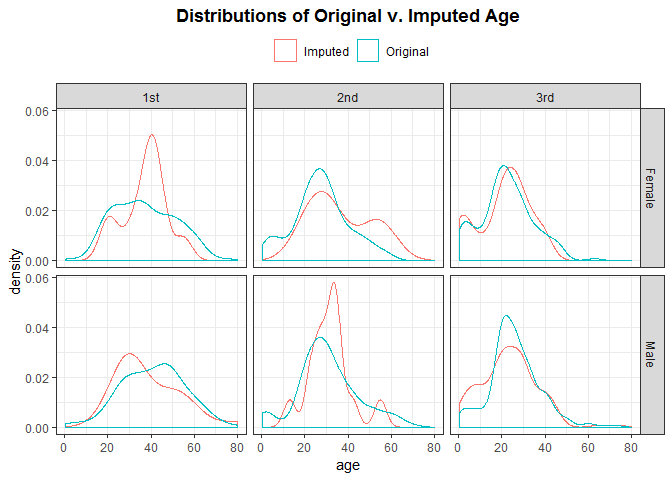 Distributions of Original v. Imputed Age
Imputed Original
1st 2nd 3rd
0.06
0.04
0.02
0.00
Female
0.06
0.04
0.02
0.00
Male
density
0 20 40 60 80 0 20 40 60 80 0 20 40 60 80
age